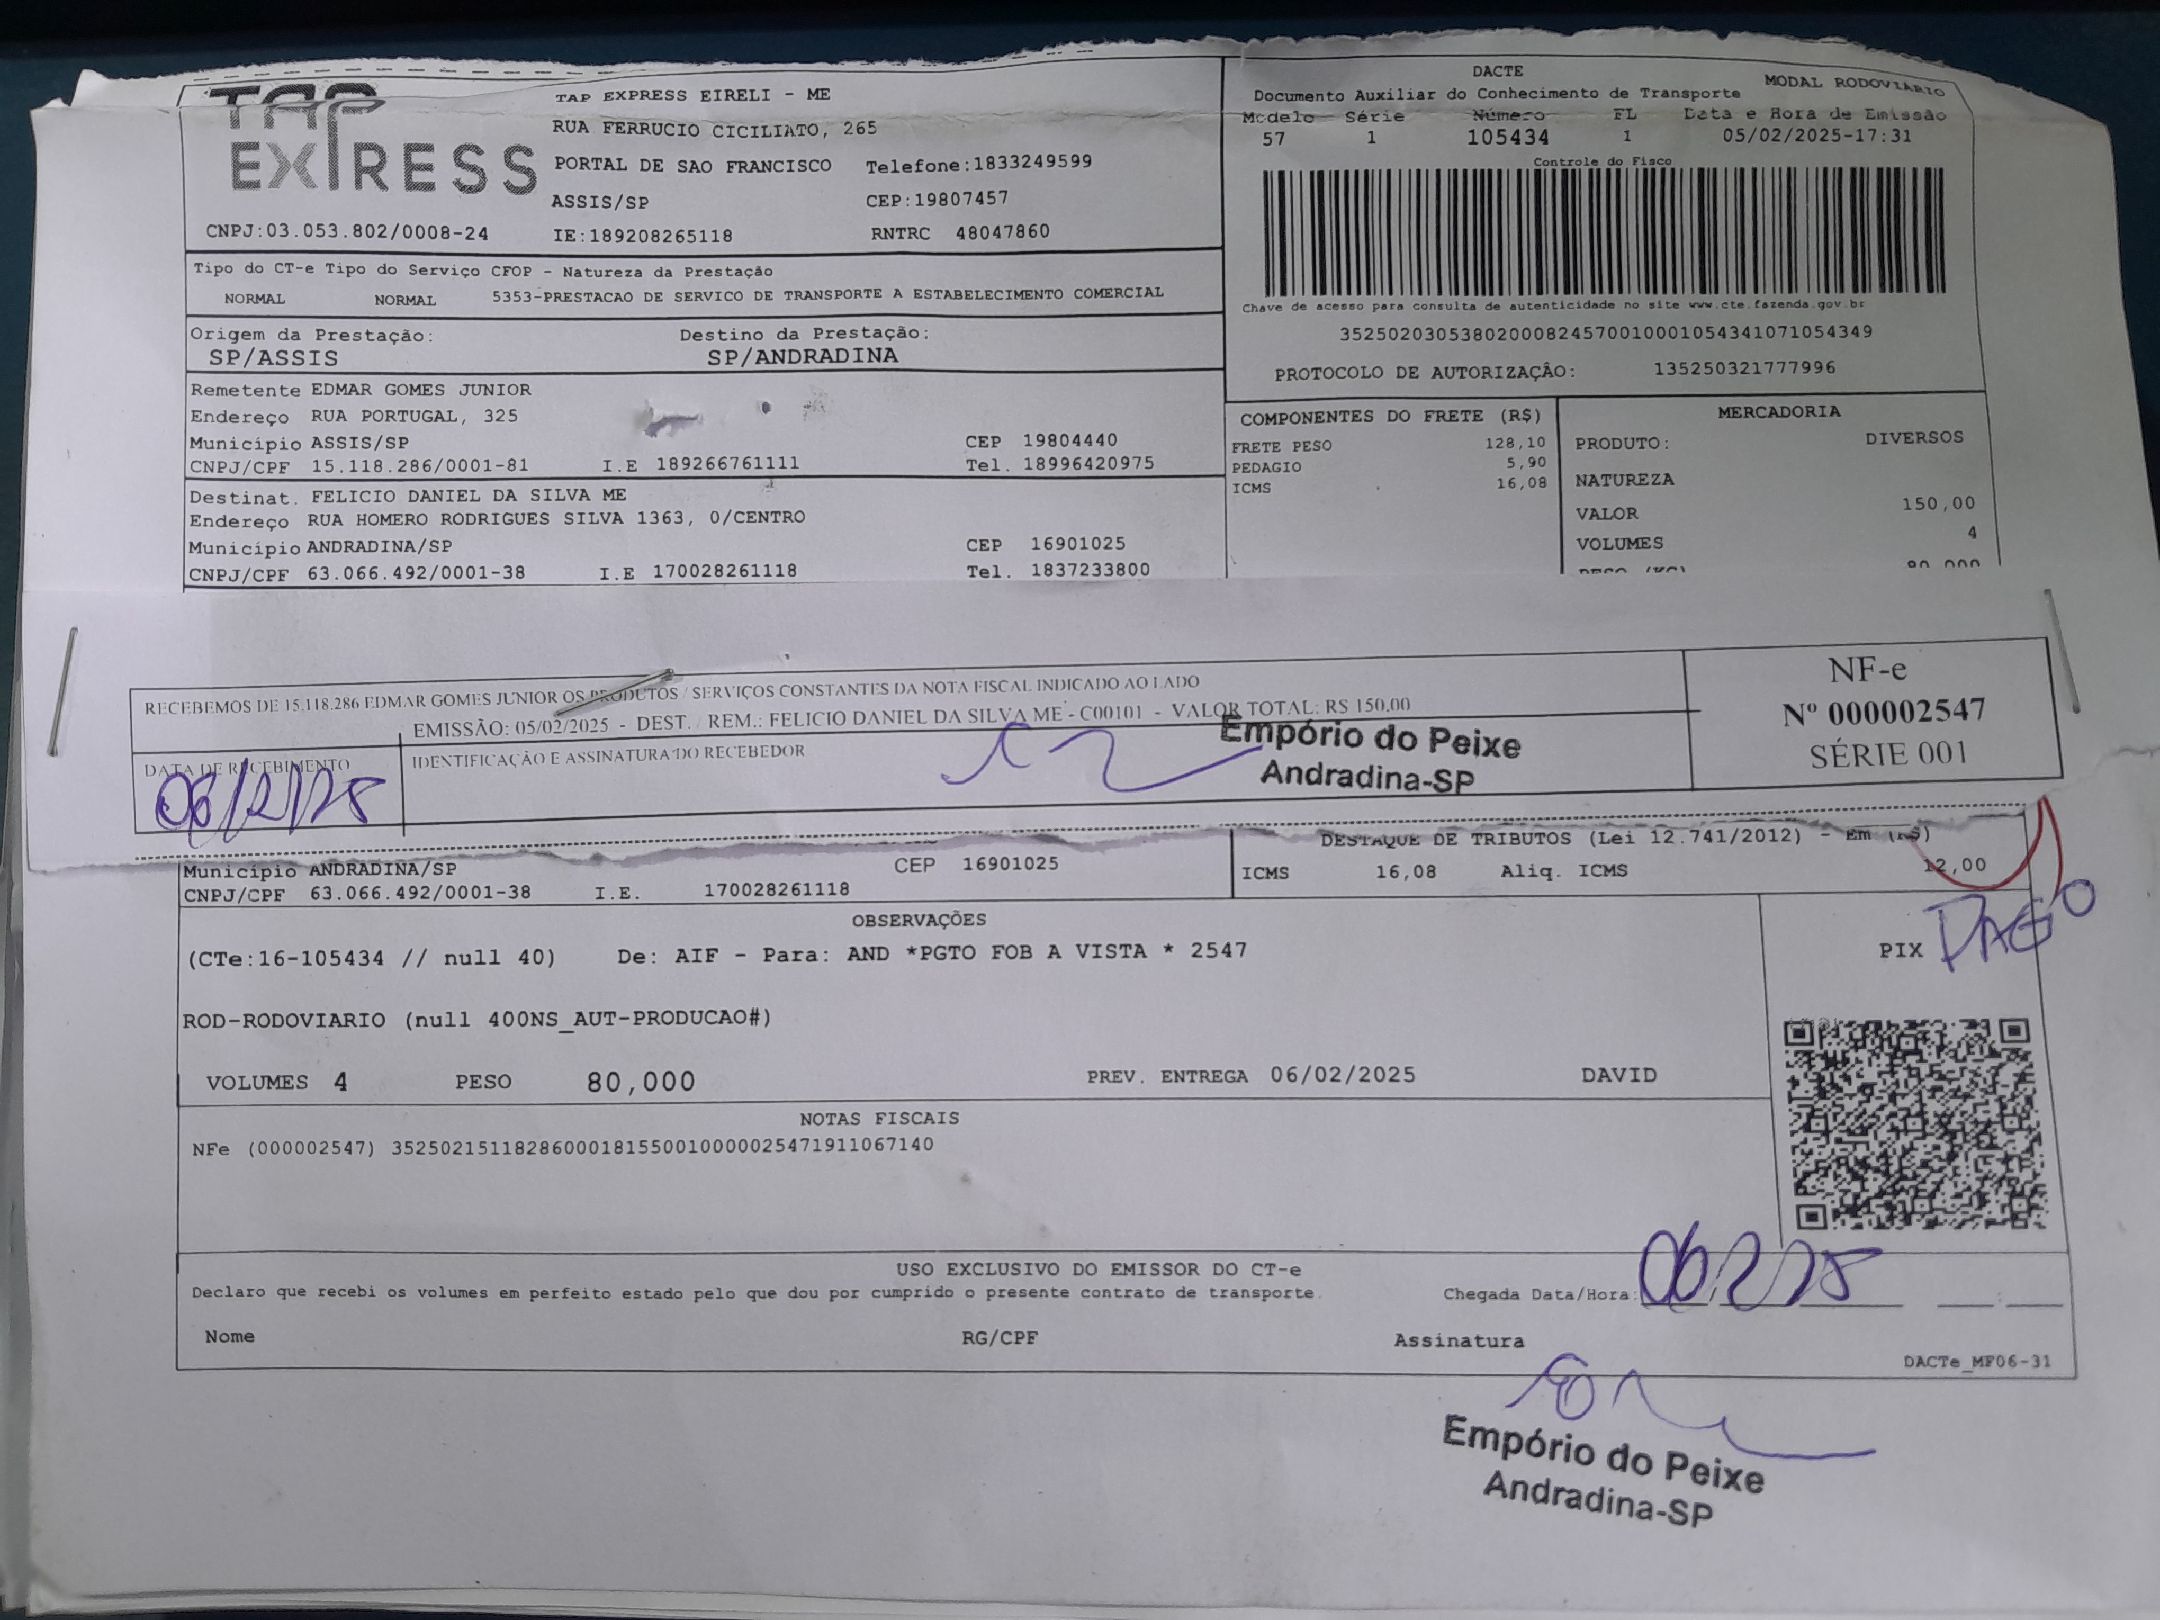 TAP EXPRESS
TAP EXPRESS EIRELI - ME
RUA FERRUCIO CICILIATO, 265
PORTAL DE SAO FRANCISCO Telefone:1833249599
ASSIS/SP CEP:19807457
CNPJ:03.053.802/0008-24 IE:189208265118 RNTRC 48047860
DACTE
MODAL RODOVIARIO
Documento Auxiliar do Conhecimento de Transporte
Modelo Série Número FL Data e Hora de Emissão
57 1 105434 1 05/02/2025-17:31
Controle do Fisco
Chave de acesso para consulta de autenticidade no site www.cte.fazenda.gov.br
35250203053802000824570010001054341071054349
PROTOCOLO DE AUTORIZAÇÃO: 135250321777996
Tipo do CT-e Tipo do Serviço CFOP - Natureza da Prestação
NORMAL NORMAL 5353-PRESTACAO DE SERVICO DE TRANSPORTE A ESTABELECIMENTO COMERCIAL
Origem da Prestação: Destino da Prestação:
SP/ASSIS SP/ANDRADINA
Remetente EDMAR GOMES JUNIOR
Endereço RUA PORTUGAL, 325
Município ASSIS/SP CEP 19804440
CNPJ/CPF 15.118.286/0001-81 I.E 189266761111 Tel. 18996420975
Destinat. FELICIO DANIEL DA SILVA ME
Endereço RUA HOMERO RODRIGUES SILVA 1363, 0/CENTRO
Município ANDRADINA/SP CEP 16901025
CNPJ/CPF 63.066.492/0001-38 I.E 170028261118 Tel. 1837233800
COMPONENTES DO FRETE (R$)
FRETE PESO 128,10
PEDAGIO 5,90
ICMS 16,08
MERCADORIA
PRODUTO: DIVERSOS
NATUREZA
VALOR 150,00
VOLUMES 4
PESO (KG) 80,000
RECEBEMOS DE 15.118.286 EDMAR GOMES JUNIOR OS PRODUTOS / SERVIÇOS CONSTANTES DA NOTA FISCAL INDICADO AO LADO
EMISSÃO: 05/02/2025 - DEST. / REM.: FELICIO DANIEL DA SILVA ME - C00101 - VALOR TOTAL: R$ 150,00
DATA DE RECEBIMENTO
06/2/25
IDENTIFICAÇÃO E ASSINATURA DO RECEBEDOR
Empório do Peixe
Andradina-SP
NF-e
Nº 000002547
SÉRIE 001
Município ANDRADINA/SP CEP 16901025
CNPJ/CPF 63.066.492/0001-38 I.E. 170028261118
DESTAQUE DE TRIBUTOS (Lei 12.741/2012) - Em (R$)
ICMS 16,08 Aliq. ICMS 12,00
OBSERVAÇÕES
(CTe:16-105434 // null 40) De: AIF - Para: AND *PGTO FOB A VISTA * 2547
PIX PAGO
ROD-RODOVIARIO (null 400NS_AUT-PRODUCAO#)
VOLUMES 4 PESO 80,000 PREV. ENTREGA 06/02/2025 DAVID
NOTAS FISCAIS
NFe (000002547) 35250215118286000181550010000025471911067140
USO EXCLUSIVO DO EMISSOR DO CT-e
Declaro que recebi os volumes em perfeito estado pelo que dou por cumprido o presente contrato de transporte. Chegada Data/Hora: 06/2/25
Nome RG/CPF Assinatura
DACTe_MF06-31
Empório do Peixe
Andradina-SP